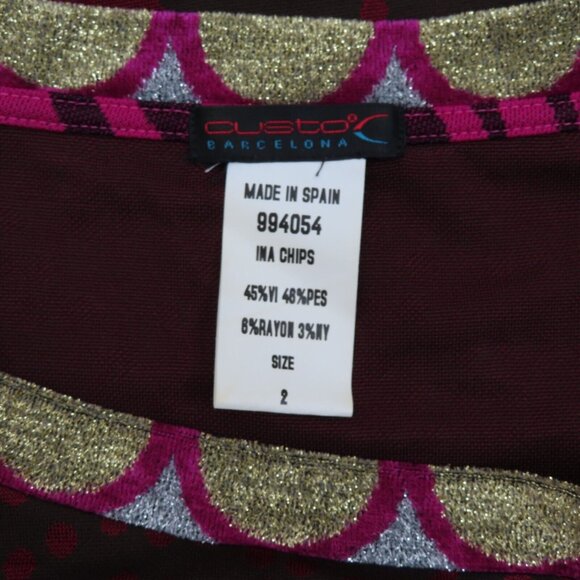 custo
BARCELONA
MADE IN SPAIN
994054
INA CHIPS
45%VI 46%PES
6%RAYON 3%NY
SIZE
2